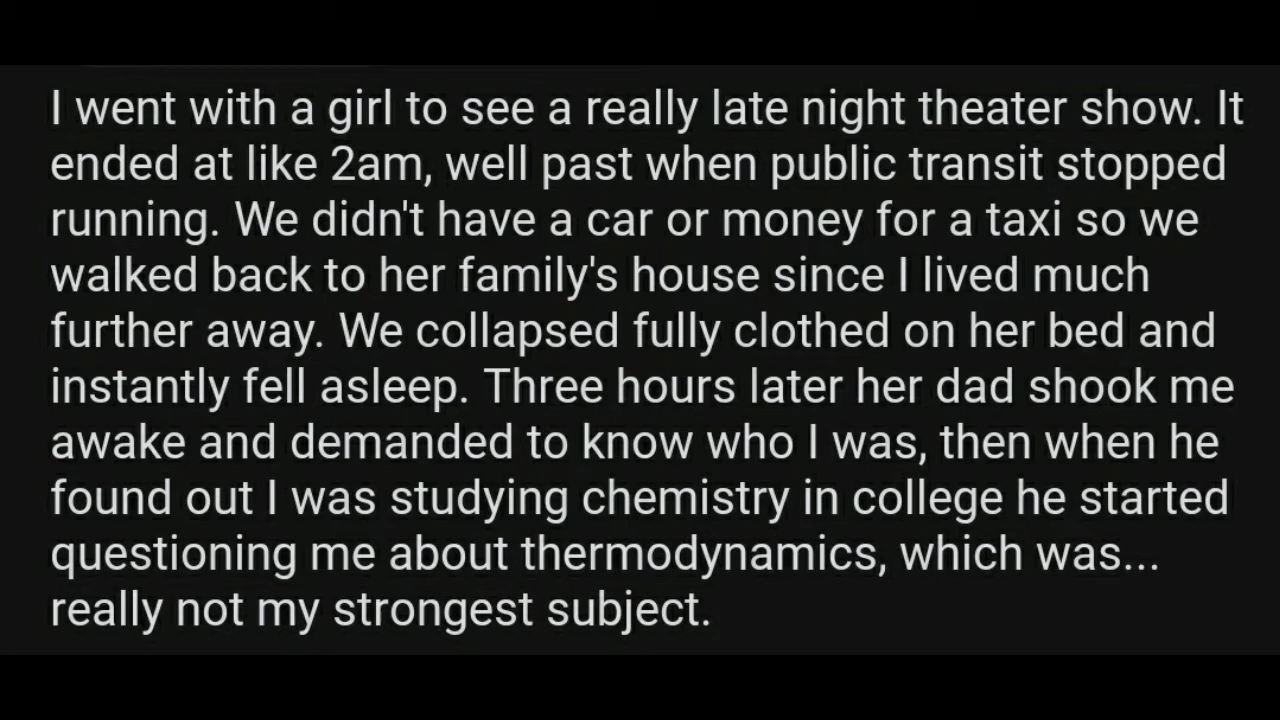 I went with a girl to see a really late night theater show. It
ended at like 2am, well past when public transit stopped
running. We didn't have a car or money for a taxi so we
walked back to her family's house since I lived much
further away. We collapsed fully clothed on her bed and
instantly fell asleep. Three hours later her dad shook me
awake and demanded to know who I was, then when he
found out I was studying chemistry in college he started
questioning me about thermodynamics, which was...
really not my strongest subject.